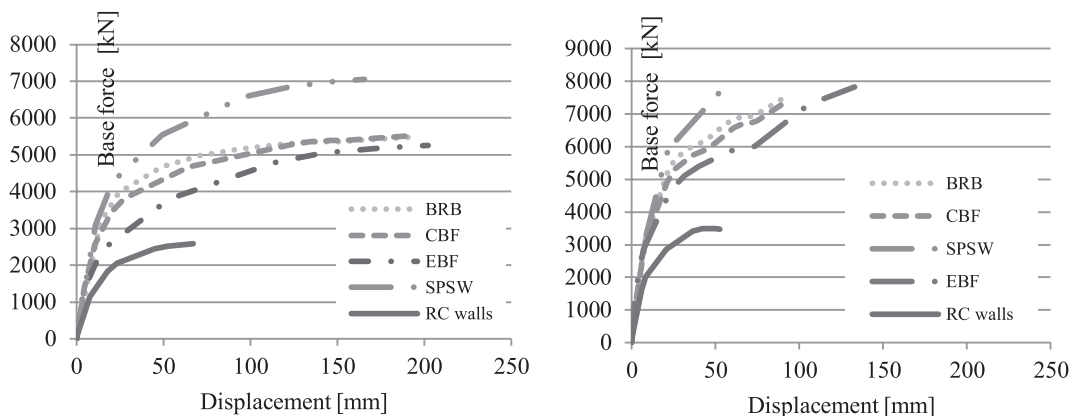 8000
7000
6000
5000
4000
3000
2000
1000
0
Base force [kN]
0 50 100 150 200 250
Displacement [mm]
BRB
CBF
EBF
SPSW
RC walls
9000
8000
7000
6000
5000
4000
3000
2000
1000
0
Base force [kN]
0 50 100 150 200 250
Displacement [mm]
BRB
CBF
SPSW
EBF
RC walls